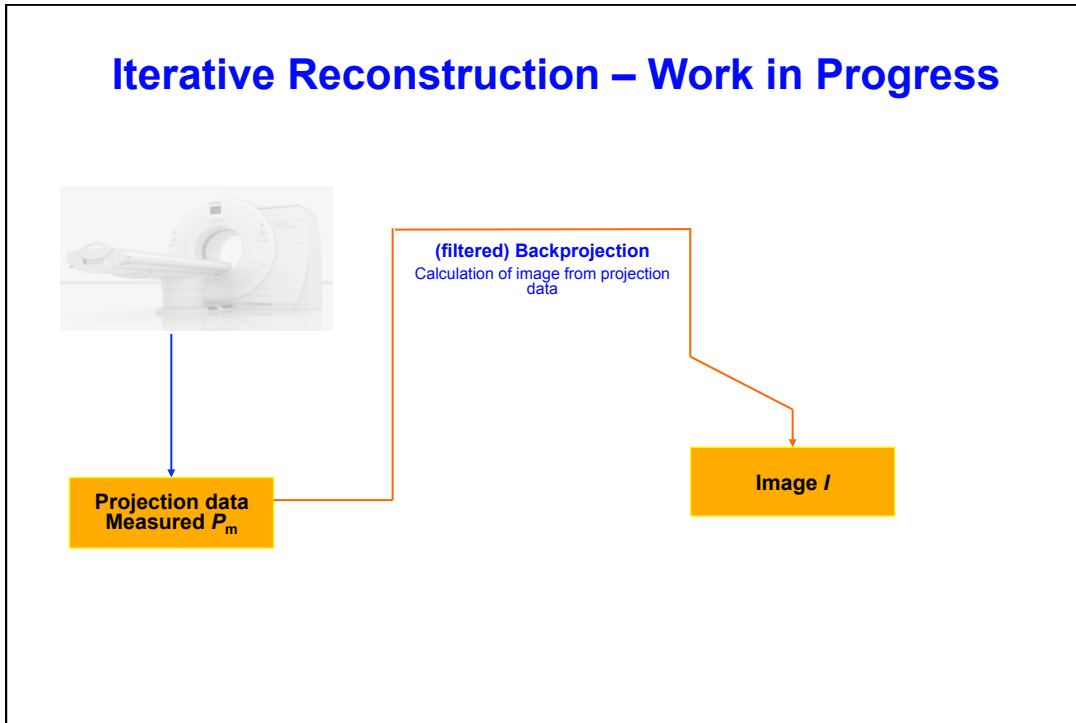 Iterative Reconstruction – Work in Progress
(filtered) Backprojection
Calculation of image from projection
data
Projection data
Measured Pm
Image I